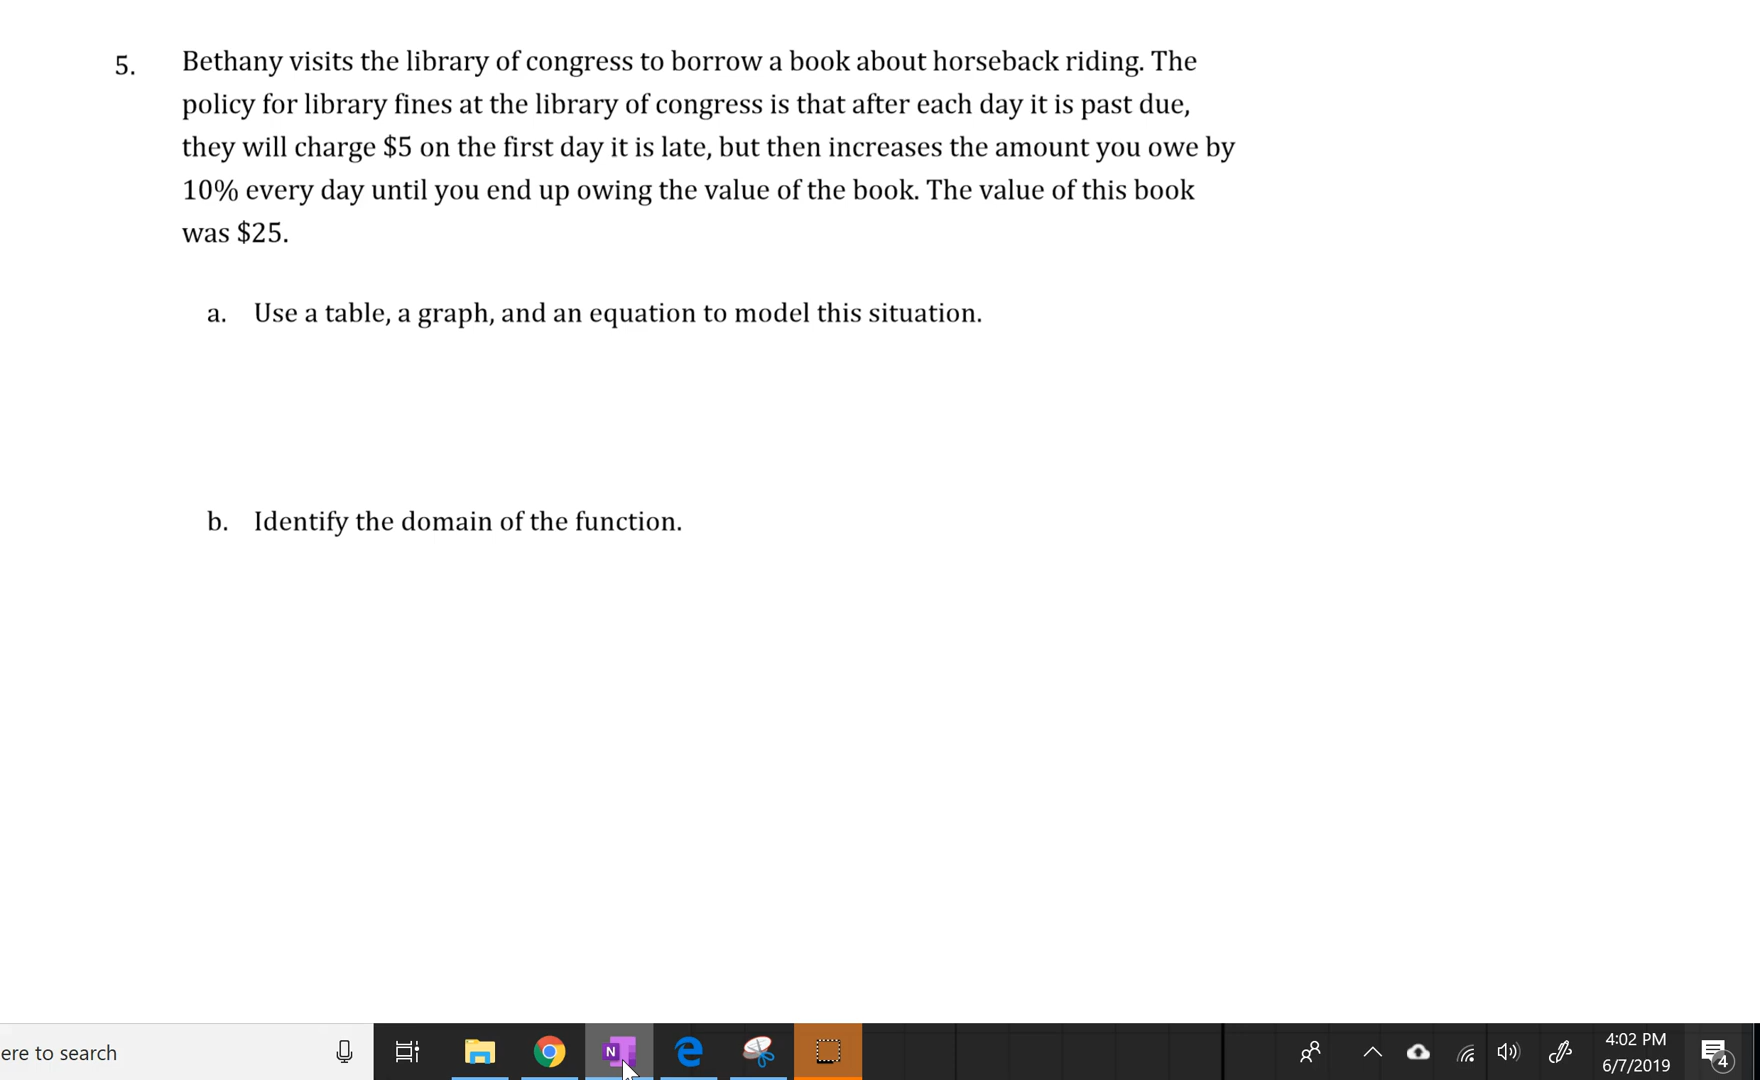 5. Bethany visits the library of congress to borrow a book about horseback riding. The
policy for library fines at the library of congress is that after each day it is past due,
they will charge $5 on the first day it is late, but then increases the amount you owe by
10% every day until you end up owing the value of the book. The value of this book
was $25.
a. Use a table, a graph, and an equation to model this situation.
b. Identify the domain of the function.
ere to search
N
4:02 PM
6/7/2019
4